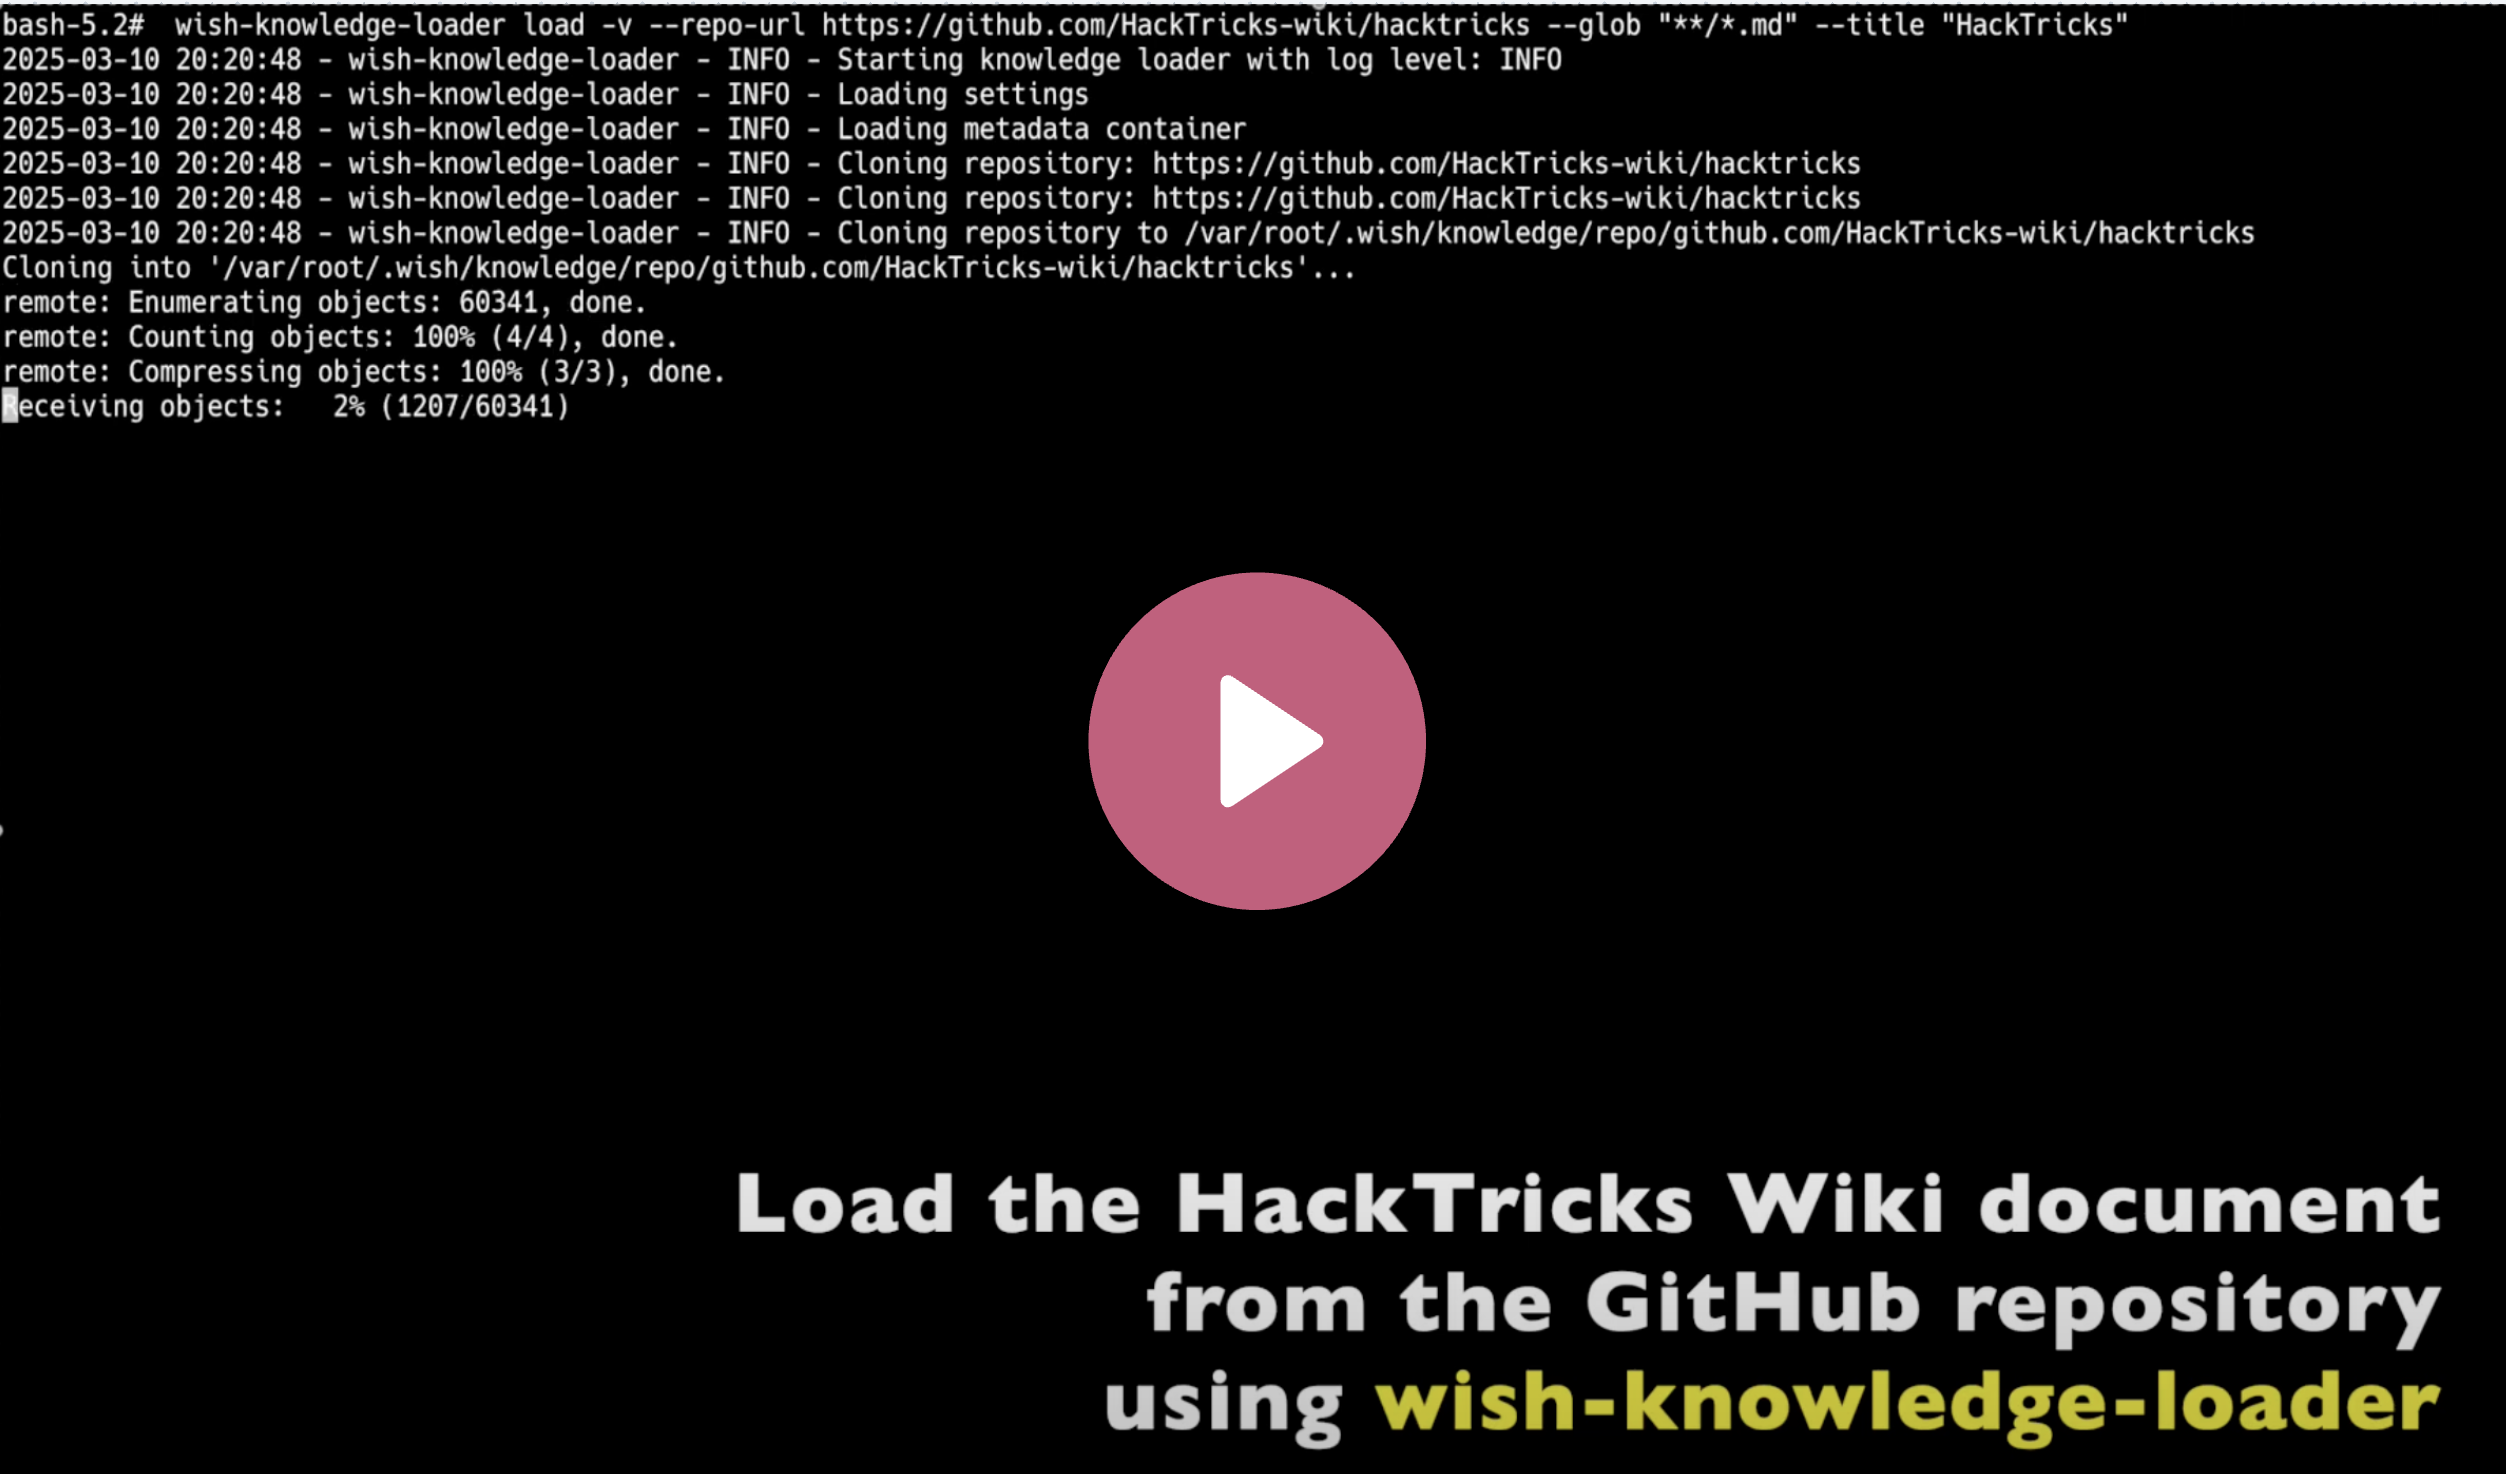 bash-5.2#  wish-knowledge-loader load -v --repo-url https://github.com/HackTricks-wiki/hacktricks --glob "**/*.md" --title "HackTricks"
2025-03-10 20:20:48 - wish-knowledge-loader - INFO - Starting knowledge loader with log level: INFO
2025-03-10 20:20:48 - wish-knowledge-loader - INFO - Loading settings
2025-03-10 20:20:48 - wish-knowledge-loader - INFO - Loading metadata container
2025-03-10 20:20:48 - wish-knowledge-loader - INFO - Cloning repository: https://github.com/HackTricks-wiki/hacktricks
2025-03-10 20:20:48 - wish-knowledge-loader - INFO - Cloning repository: https://github.com/HackTricks-wiki/hacktricks
2025-03-10 20:20:48 - wish-knowledge-loader - INFO - Cloning repository to /var/root/.wish/knowledge/repo/github.com/HackTricks-wiki/hacktricks
Cloning into '/var/root/.wish/knowledge/repo/github.com/HackTricks-wiki/hacktricks'...
remote: Enumerating objects: 60341, done.
remote: Counting objects: 100% (4/4), done.
remote: Compressing objects: 100% (3/3), done.
Receiving objects:   2% (1207/60341)
Load the HackTricks Wiki document
from the GitHub repository
using wish-knowledge-loader